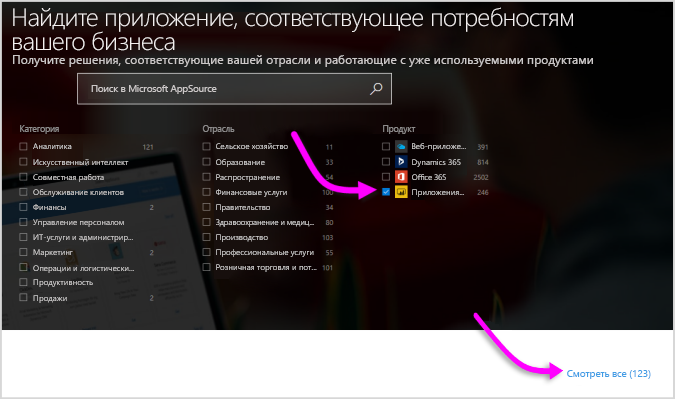 Найдите приложение, соответствующее потребностям
вашего бизнеса
Получите решения, соответствующие вашей отрасли и работающие с уже используемыми продуктами
Поиск в Microsoft AppSource
Категория
Аналитика 121
Искусственный интеллект
Совместная работа
Обслуживание клиентов
Финансы 2
Управление персоналом
ИТ-услуги и администрир...
Маркетинг 2
Операции и логистически...
Продуктивность
Продажи 2
Отрасль
Сельское хозяйство 11
Образование 33
Распространение 54
Финансовые услуги 100
Правительство 34
Здравоохранение и медиц... 80
Производство 103
Профессиональные услуги 55
Розничная торговля и пот... 101
Продукт
Веб-приложе... 391
Dynamics 365 814
Office 365 2502
Приложения... 246
Смотреть все (123)